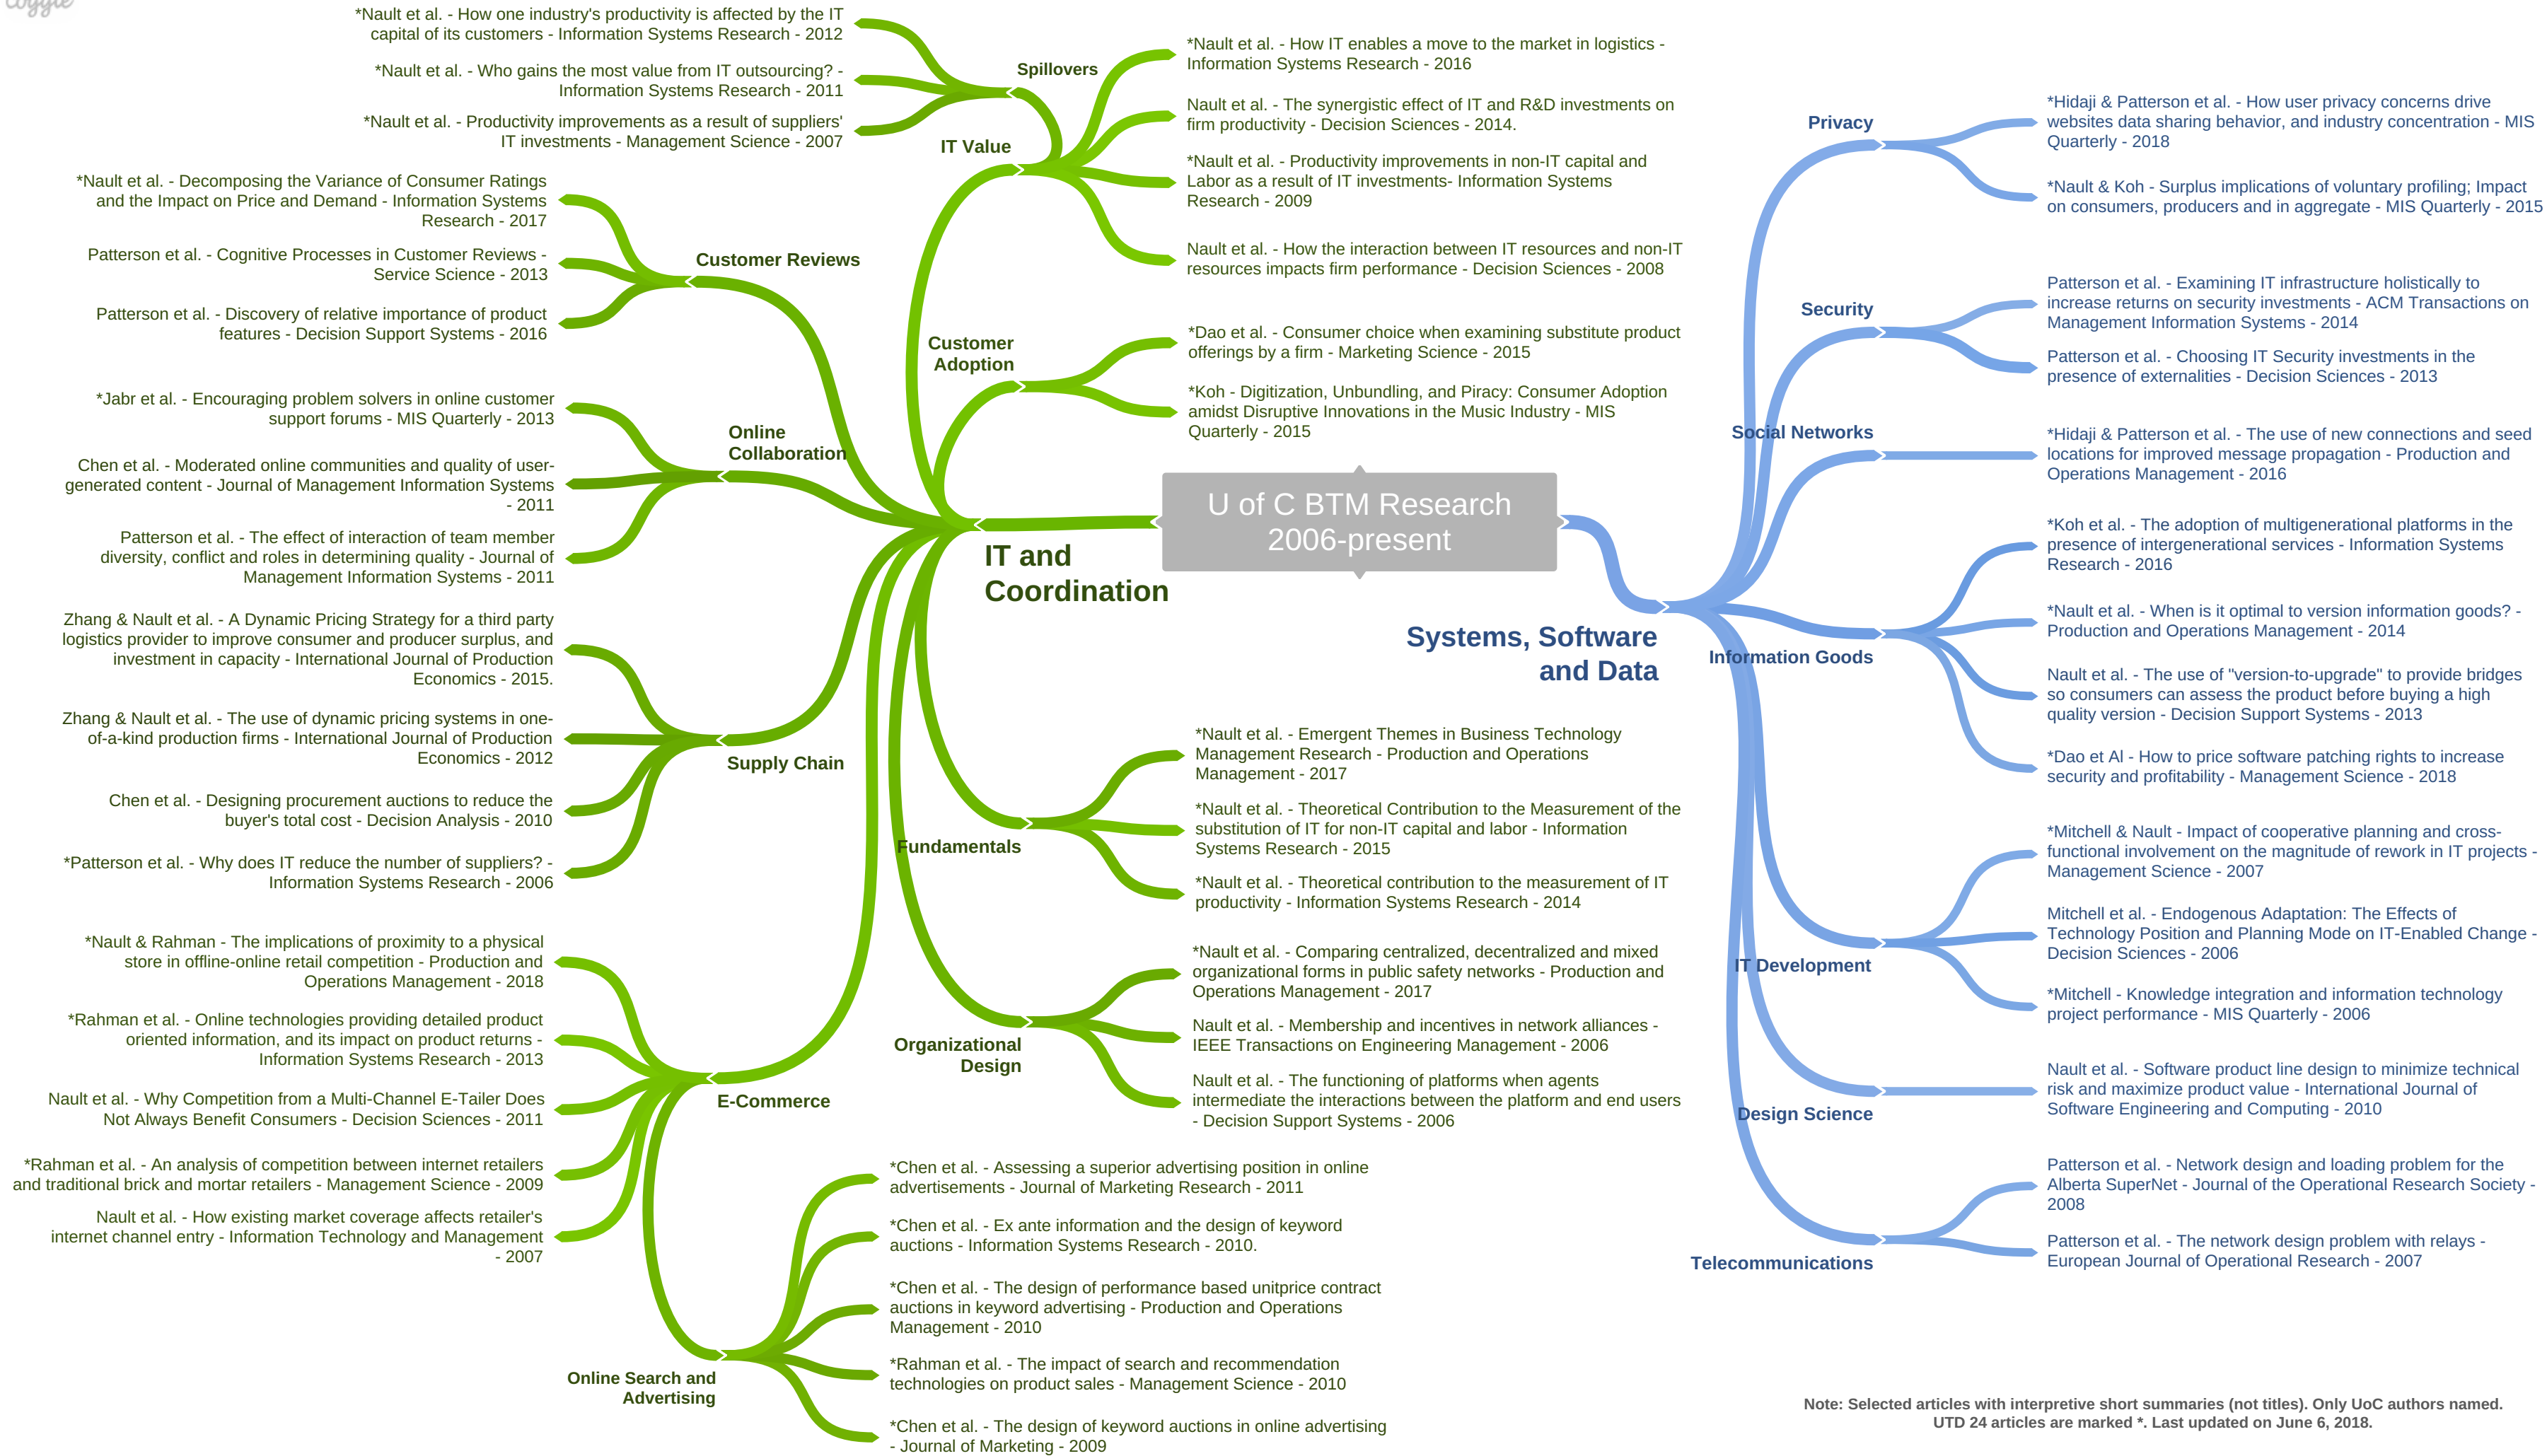 coggle
U of C BTM Research
2006-present
IT and
Coordination
IT Value
Spillovers
*Nault et al. - How one industry's productivity is affected by the IT
capital of its customers - Information Systems Research - 2012
*Nault et al. - Who gains the most value from IT outsourcing? -
Information Systems Research - 2011
*Nault et al. - Productivity improvements as a result of suppliers'
IT investments - Management Science - 2007
*Nault et al. - How IT enables a move to the market in logistics -
Information Systems Research - 2016
Nault et al. - The synergistic effect of IT and R&D investments on
firm productivity - Decision Sciences - 2014.
*Nault et al. - Productivity improvements in non-IT capital and
Labor as a result of IT investments- Information Systems
Research - 2009
Nault et al. - How the interaction between IT resources and non-IT
resources impacts firm performance - Decision Sciences - 2008
Customer
Adoption
*Dao et al. - Consumer choice when examining substitute product
offerings by a firm - Marketing Science - 2015
*Koh - Digitization, Unbundling, and Piracy: Consumer Adoption
amidst Disruptive Innovations in the Music Industry - MIS
Quarterly - 2015
Customer Reviews
*Nault et al. - Decomposing the Variance of Consumer Ratings
and the Impact on Price and Demand - Information Systems
Research - 2017
Patterson et al. - Cognitive Processes in Customer Reviews -
Service Science - 2013
Patterson et al. - Discovery of relative importance of product
features - Decision Support Systems - 2016
Online
Collaboration
*Jabr et al. - Encouraging problem solvers in online customer
support forums - MIS Quarterly - 2013
Chen et al. - Moderated online communities and quality of user-
generated content - Journal of Management Information Systems
- 2011
Patterson et al. - The effect of interaction of team member
diversity, conflict and roles in determining quality - Journal of
Management Information Systems - 2011
Supply Chain
Zhang & Nault et al. - A Dynamic Pricing Strategy for a third party
logistics provider to improve consumer and producer surplus, and
investment in capacity - International Journal of Production
Economics - 2015.
Zhang & Nault et al. - The use of dynamic pricing systems in one-
of-a-kind production firms - International Journal of Production
Economics - 2012
Chen et al. - Designing procurement auctions to reduce the
buyer's total cost - Decision Analysis - 2010
*Patterson et al. - Why does IT reduce the number of suppliers? -
Information Systems Research - 2006
E-Commerce
*Nault & Rahman - The implications of proximity to a physical
store in offline-online retail competition - Production and
Operations Management - 2018
*Rahman et al. - Online technologies providing detailed product
oriented information, and its impact on product returns -
Information Systems Research - 2013
Nault et al. - Why Competition from a Multi-Channel E-Tailer Does
Not Always Benefit Consumers - Decision Sciences - 2011
*Rahman et al. - An analysis of competition between internet retailers
and traditional brick and mortar retailers - Management Science - 2009
Nault et al. - How existing market coverage affects retailer's
internet channel entry - Information Technology and Management
- 2007
Online Search and
Advertising
*Chen et al. - Assessing a superior advertising position in online
advertisements - Journal of Marketing Research - 2011
*Chen et al. - Ex ante information and the design of keyword
auctions - Information Systems Research - 2010.
*Chen et al. - The design of performance based unitprice contract
auctions in keyword advertising - Production and Operations
Management - 2010
*Rahman et al. - The impact of search and recommendation
technologies on product sales - Management Science - 2010
*Chen et al. - The design of keyword auctions in online advertising
- Journal of Marketing - 2009
Fundamentals
*Nault et al. - Emergent Themes in Business Technology
Management Research - Production and Operations
Management - 2017
*Nault et al. - Theoretical Contribution to the Measurement of the
substitution of IT for non-IT capital and labor - Information
Systems Research - 2015
*Nault et al. - Theoretical contribution to the measurement of IT
productivity - Information Systems Research - 2014
Organizational
Design
*Nault et al. - Comparing centralized, decentralized and mixed
organizational forms in public safety networks - Production and
Operations Management - 2017
Nault et al. - Membership and incentives in network alliances -
IEEE Transactions on Engineering Management - 2006
Nault et al. - The functioning of platforms when agents
intermediate the interactions between the platform and end users
- Decision Support Systems - 2006
Systems, Software
and Data
Privacy
*Hidaji & Patterson et al. - How user privacy concerns drive
websites data sharing behavior, and industry concentration - MIS
Quarterly - 2018
*Nault & Koh - Surplus implications of voluntary profiling; Impact
on consumers, producers and in aggregate - MIS Quarterly - 2015
Security
Patterson et al. - Examining IT infrastructure holistically to
increase returns on security investments - ACM Transactions on
Management Information Systems - 2014
Patterson et al. - Choosing IT Security investments in the
presence of externalities - Decision Sciences - 2013
Social Networks
*Hidaji & Patterson et al. - The use of new connections and seed
locations for improved message propagation - Production and
Operations Management - 2016
Information Goods
*Koh et al. - The adoption of multigenerational platforms in the
presence of intergenerational services - Information Systems
Research - 2016
*Nault et al. - When is it optimal to version information goods? -
Production and Operations Management - 2014
Nault et al. - The use of "version-to-upgrade" to provide bridges
so consumers can assess the product before buying a high
quality version - Decision Support Systems - 2013
*Dao et Al - How to price software patching rights to increase
security and profitability - Management Science - 2018
IT Development
*Mitchell & Nault - Impact of cooperative planning and cross-
functional involvement on the magnitude of rework in IT projects -
Management Science - 2007
Mitchell et al. - Endogenous Adaptation: The Effects of
Technology Position and Planning Mode on IT-Enabled Change -
Decision Sciences - 2006
*Mitchell - Knowledge integration and information technology
project performance - MIS Quarterly - 2006
Design Science
Nault et al. - Software product line design to minimize technical
risk and maximize product value - International Journal of
Software Engineering and Computing - 2010
Telecommunications
Patterson et al. - Network design and loading problem for the
Alberta SuperNet - Journal of the Operational Research Society -
2008
Patterson et al. - The network design problem with relays -
European Journal of Operational Research - 2007
Note: Selected articles with interpretive short summaries (not titles). Only UoC authors named.
UTD 24 articles are marked *. Last updated on June 6, 2018.